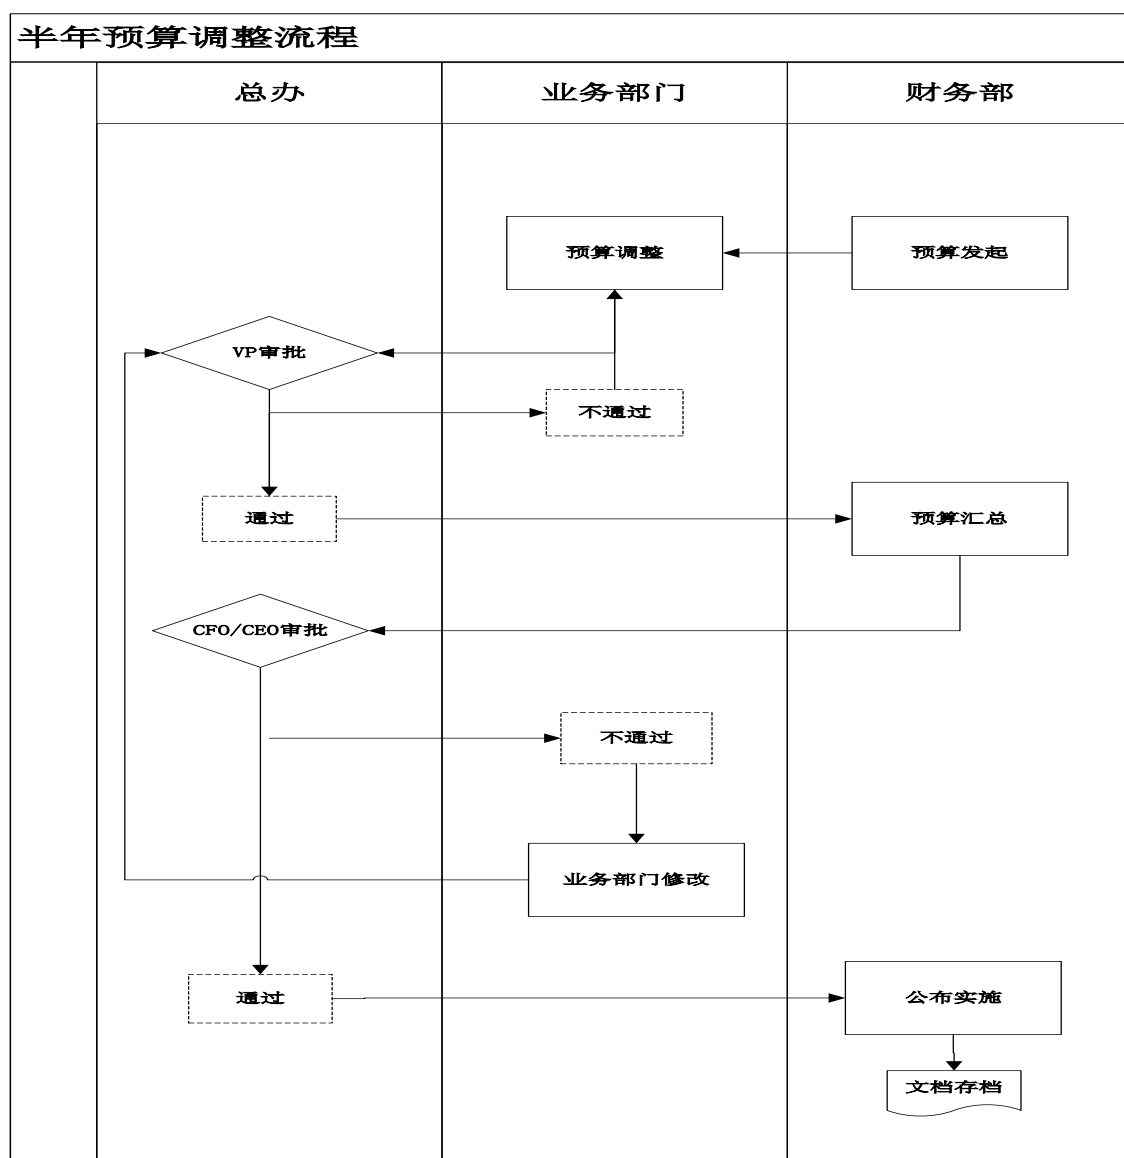 半年预算调整流程
总办
业务部门
财务部
预算调整
预算发起
VP审批
不通过
通过
预算汇总
CFO/CEO审批
不通过
业务部门修改
通过
公布实施
文档存档